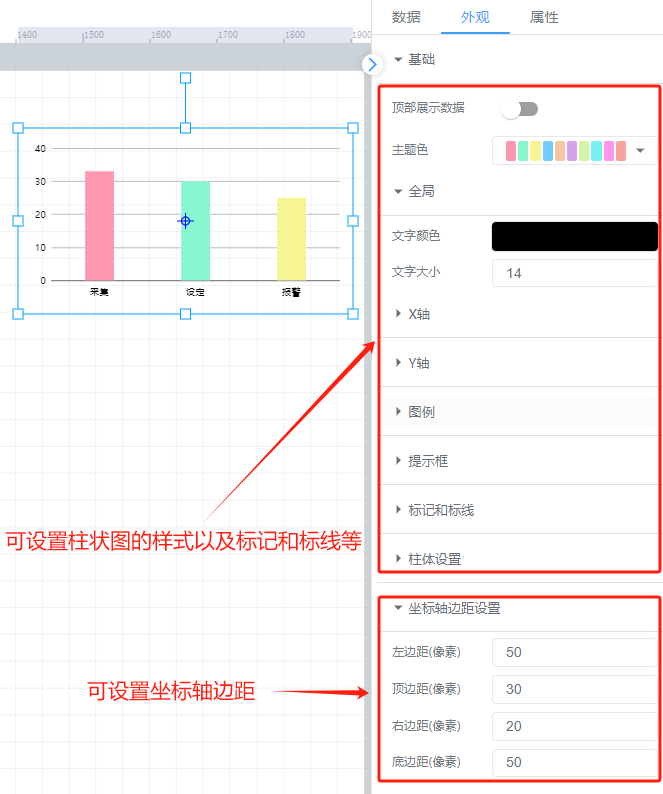 数据 外观 属性
1400 1500 1600 1700 1800 1900
基础
顶部展示数据
主题色
全局
文字颜色
文字大小 14
X轴
Y轴
图例
提示框
标记和标线
柱体设置
坐标轴边距设置
左边距(像素) 50
顶边距(像素) 30
右边距(像素) 20
底边距(像素) 50
40
30
20
10
0
采集 设定 报警
可设置柱状图的样式以及标记和标线等
可设置坐标轴边距